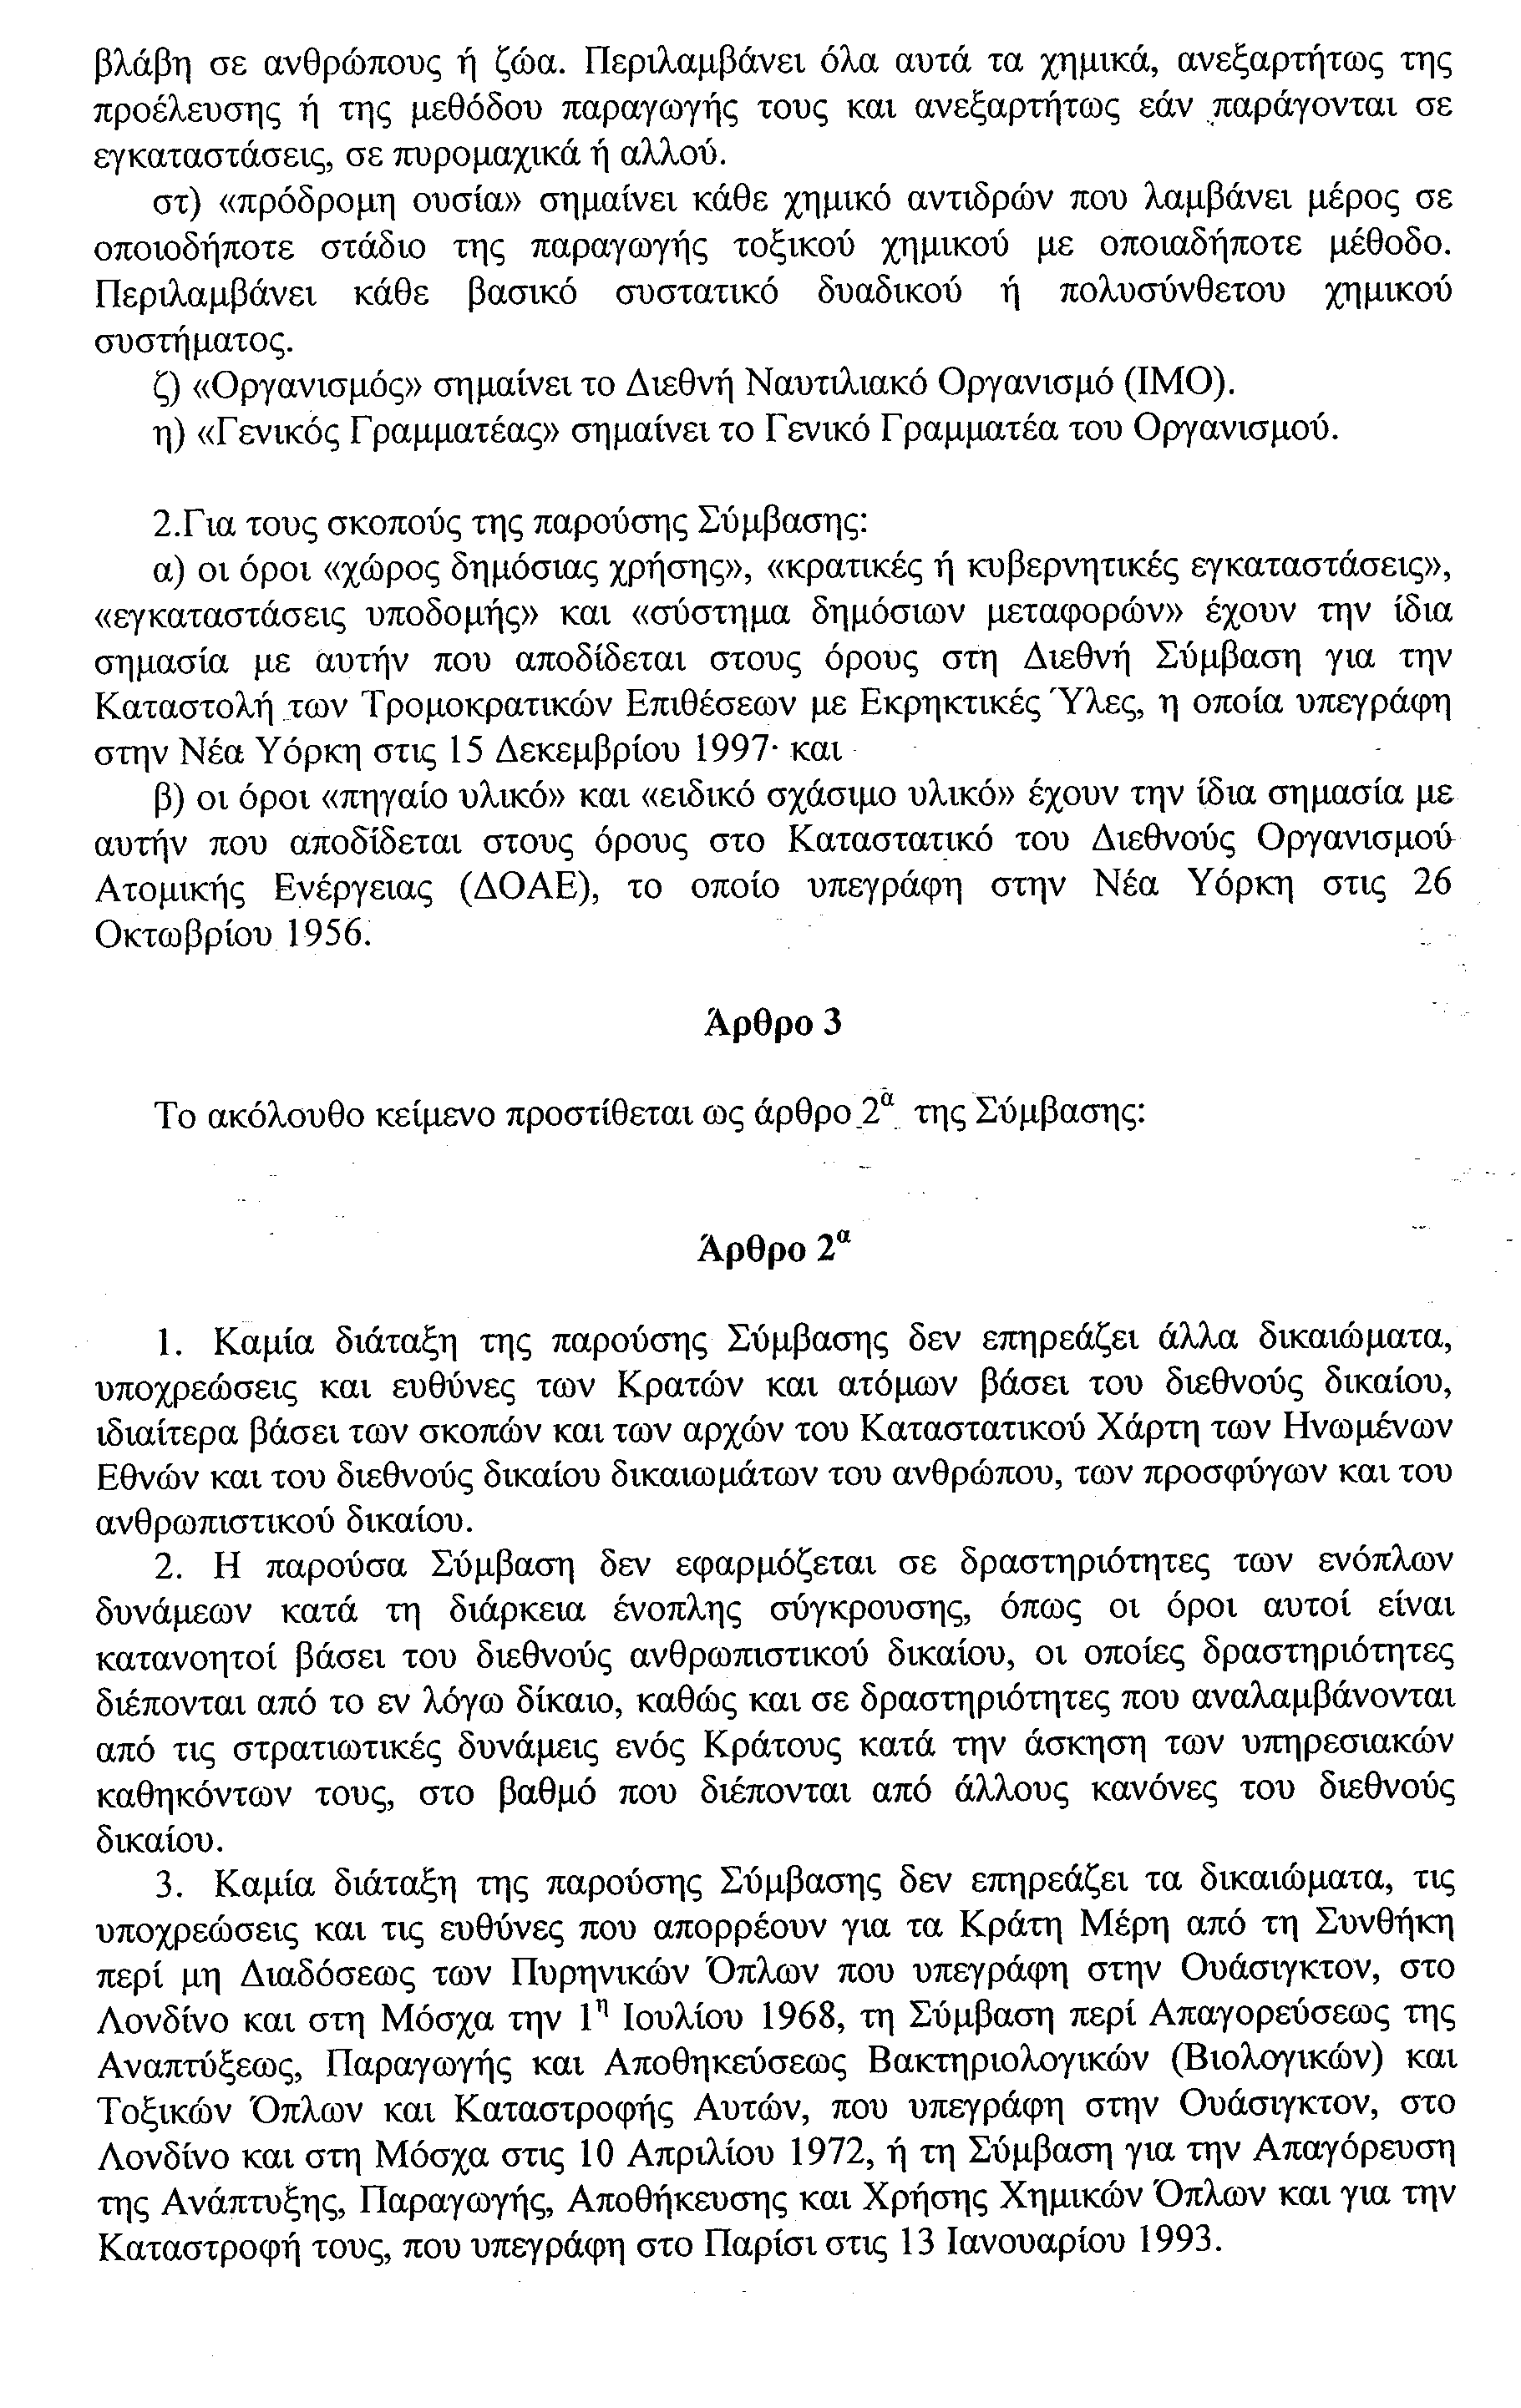 βλάβη σε ανθρώπους ή ζώα. Περιλαμβάνει όλα αυτά τα χημικά, ανεξαρτήτως της
προέλευσης ή της μεθόδου παραγωγής τους και ανεξαρτήτως εάν παράγονται σε
εγκαταστάσεις, σε πυρομαχικά ή αλλού.
στ) «πρόδρομη ουσία» σημαίνει κάθε χημικό αντιδρών που λαμβάνει μέρος σε
οποιοδήποτε στάδιο της παραγωγής τοξικού χημικού με οποιαδήποτε μέθοδο.
Περιλαμβάνει κάθε βασικό συστατικό δυαδικού ή πολυσύνθετου χημικού
συστήματος.
ζ) «Οργανισμός» σημαίνει το Διεθνή Ναυτιλιακό Οργανισμό (ΙΜΟ).
η) «Γενικός Γραμματέας» σημαίνει το Γενικό Γραμματέα του Οργανισμού.
2.Για τους σκοπούς της παρούσης Σύμβασης:
α) οι όροι «χώρος δημόσιας χρήσης», «κρατικές ή κυβερνητικές εγκαταστάσεις»,
«εγκαταστάσεις υποδομής» και «σύστημα δημόσιων μεταφορών» έχουν την ίδια
σημασία με αυτήν που αποδίδεται στους όρους στη Διεθνή Σύμβαση για την
Καταστολή των Τρομοκρατικών Επιθέσεων με Εκρηκτικές Ύλες, η οποία υπεγράφη
στην Νέα Υόρκη στις 15 Δεκεμβρίου 1997· και
β) οι όροι «πηγαίο υλικό» και «ειδικό σχάσιμο υλικό» έχουν την ίδια σημασία με
αυτήν που αποδίδεται στους όρους στο Καταστατικό του Διεθνούς Οργανισμού
Ατομικής Ενέργειας (ΔΟΑΕ), το οποίο υπεγράφη στην Νέα Υόρκη στις 26
Οκτωβρίου 1956.
Άρθρο 3
Το ακόλουθο κείμενο προστίθεται ως άρθρο 2α της Σύμβασης:
Άρθρο 2α
1. Καμία διάταξη της παρούσης Σύμβασης δεν επηρεάζει άλλα δικαιώματα,
υποχρεώσεις και ευθύνες των Κρατών και ατόμων βάσει του διεθνούς δικαίου,
ιδιαίτερα βάσει των σκοπών και των αρχών του Καταστατικού Χάρτη των Ηνωμένων
Εθνών και του διεθνούς δικαίου δικαιωμάτων του ανθρώπου, των προσφύγων και του
ανθρωπιστικού δικαίου.
2. Η παρούσα Σύμβαση δεν εφαρμόζεται σε δραστηριότητες των ενόπλων
δυνάμεων κατά τη διάρκεια ένοπλης σύγκρουσης, όπως οι όροι αυτοί είναι
κατανοητοί βάσει του διεθνούς ανθρωπιστικού δικαίου, οι οποίες δραστηριότητες
διέπονται από το εν λόγω δίκαιο, καθώς και σε δραστηριότητες που αναλαμβάνονται
από τις στρατιωτικές δυνάμεις ενός Κράτους κατά την άσκηση των υπηρεσιακών
καθηκόντων τους, στο βαθμό που διέπονται από άλλους κανόνες του διεθνούς
δικαίου.
3. Καμία διάταξη της παρούσης Σύμβασης δεν επηρεάζει τα δικαιώματα, τις
υποχρεώσεις και τις ευθύνες που απορρέουν για τα Κράτη Μέρη από τη Συνθήκη
περί μη Διαδόσεως των Πυρηνικών Όπλων που υπεγράφη στην Ουάσιγκτον, στο
Λονδίνο και στη Μόσχα την 1η Ιουλίου 1968, τη Σύμβαση περί Απαγορεύσεως της
Αναπτύξεως, Παραγωγής και Αποθηκεύσεως Βακτηριολογικών (Βιολογικών) και
Τοξικών Όπλων και Καταστροφής Αυτών, που υπεγράφη στην Ουάσιγκτον, στο
Λονδίνο και στη Μόσχα στις 10 Απριλίου 1972, ή τη Σύμβαση για την Απαγόρευση
της Ανάπτυξης, Παραγωγής, Αποθήκευσης και Χρήσης Χημικών Όπλων και για την
Καταστροφή τους, που υπεγράφη στο Παρίσι στις 13 Ιανουαρίου 1993.